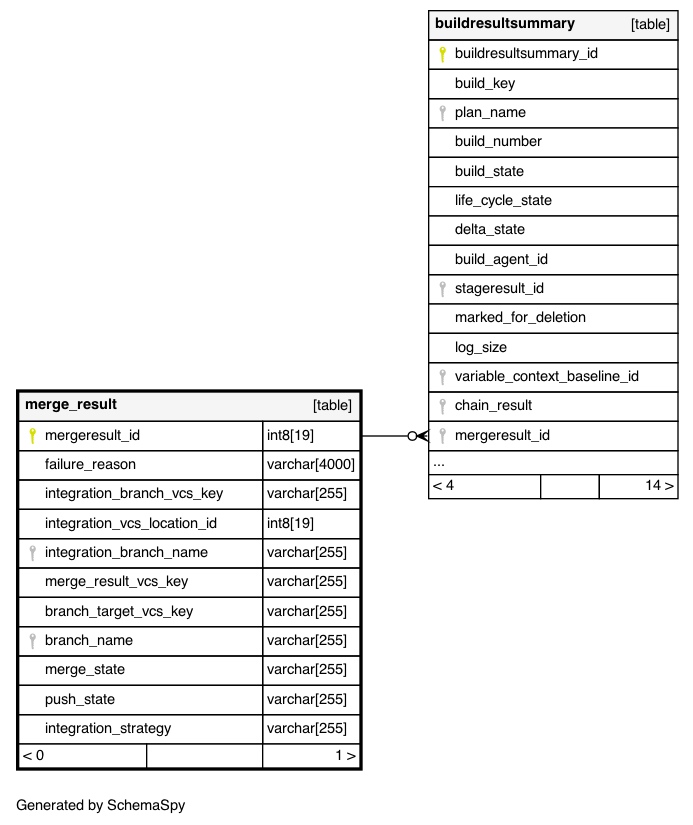 buildresultsummary [table]
buildresultsummary_id
build_key
plan_name
build_number
build_state
life_cycle_state
delta_state
build_agent_id
stageresult_id
marked_for_deletion
log_size
variable_context_baseline_id
chain_result
mergeresult_id
...
< 4 14 >
merge_result [table]
mergeresult_id int8[19]
failure_reason varchar[4000]
integration_branch_vcs_key varchar[255]
integration_vcs_location_id int8[19]
integration_branch_name varchar[255]
merge_result_vcs_key varchar[255]
branch_target_vcs_key varchar[255]
branch_name varchar[255]
merge_state varchar[255]
push_state varchar[255]
integration_strategy varchar[255]
< 0 1 >
Generated by SchemaSpy